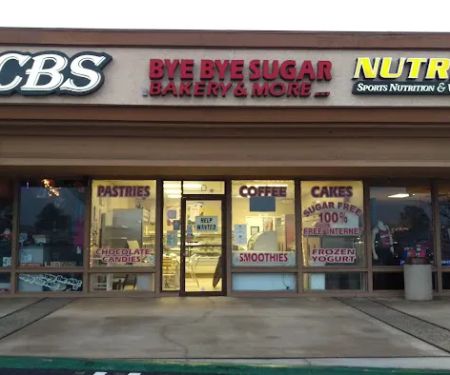 CBS
BYE BYE SUGAR
BAKERY & MORE
NUTR
SPORTS NUTRITION &
PASTRIES
CHOCOLATE
CANDIES
HELP
WANTED
COFFEE
SMOOTHIES
CAKES
SUGAR FREE
100%
FREE INTERNE
FROZEN
YOGURT